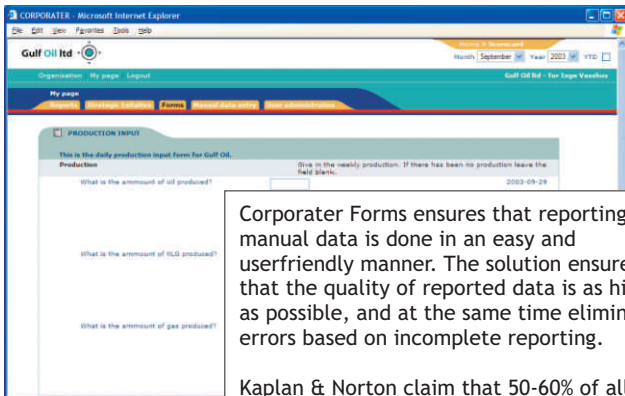 CORPORATER - Microsoft Internet Explorer
File Edit View Favorites Tools Help
Gulf Oil ltd
Month September Year 2003 YTD
Organisation My page Logout
Gulf Oil ltd - for Inge Vaashus
My page
Reports Strategic Initiative Forms Manual data entry User administration
PRODUCTION INPUT
This is the daily production input form for Gulf Oil.
Production
Give in the weekly production. If there has been no production leave the
field blank.
What is the ammount of oil produced?
2003-09-29
What is the ammount of produced?
What is the ammount of gas produced?
Corporater Forms ensures that reporting
manual data is done in an easy and
userfriendly manner. The solution ensure
that the quality of reported data is as hi
as possible, and at the same time elimin
errors based on incomplete reporting.
Kaplan & Norton claim that 50-60% of all